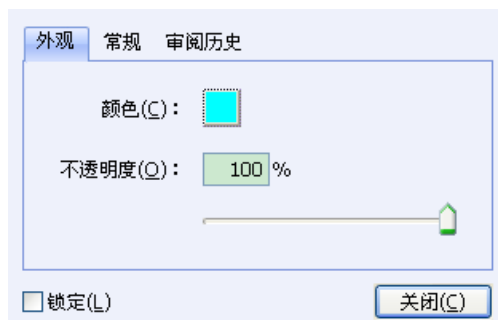 外观 常规 审阅历史
颜色(C):
不透明度(O): 100 %
锁定(L) 关闭(C)